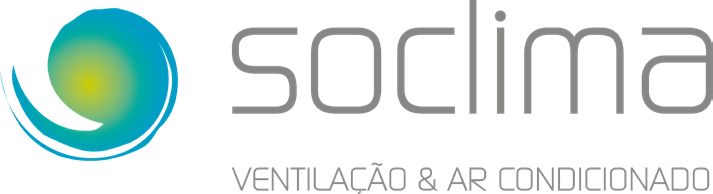 soclima
VENTILAÇÃO & AR CONDICIONADO